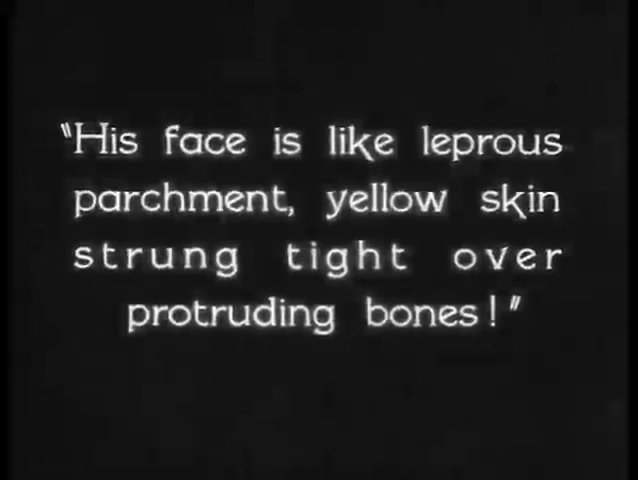 "His face is like leprous
parchment, yellow skin
strung tight over
protruding bones!"